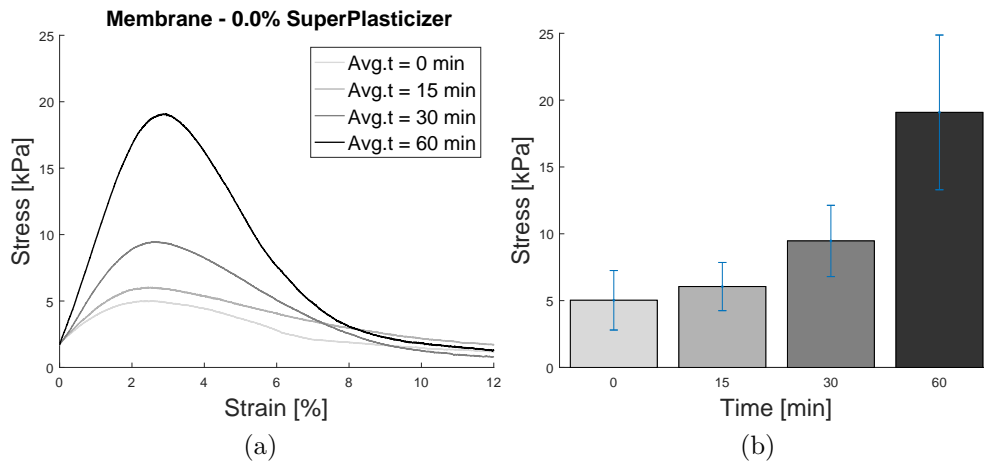 Membrane - 0.0% SuperPlasticizer
25
20
15
10
5
0
Stress [kPa]
Avg.t = 0 min
Avg.t = 15 min
Avg.t = 30 min
Avg.t = 60 min
0 2 4 6 8 10 12
Strain [%]
(a)
25
20
15
10
5
0
Stress [kPa]
0 15 30 60
Time [min]
(b)